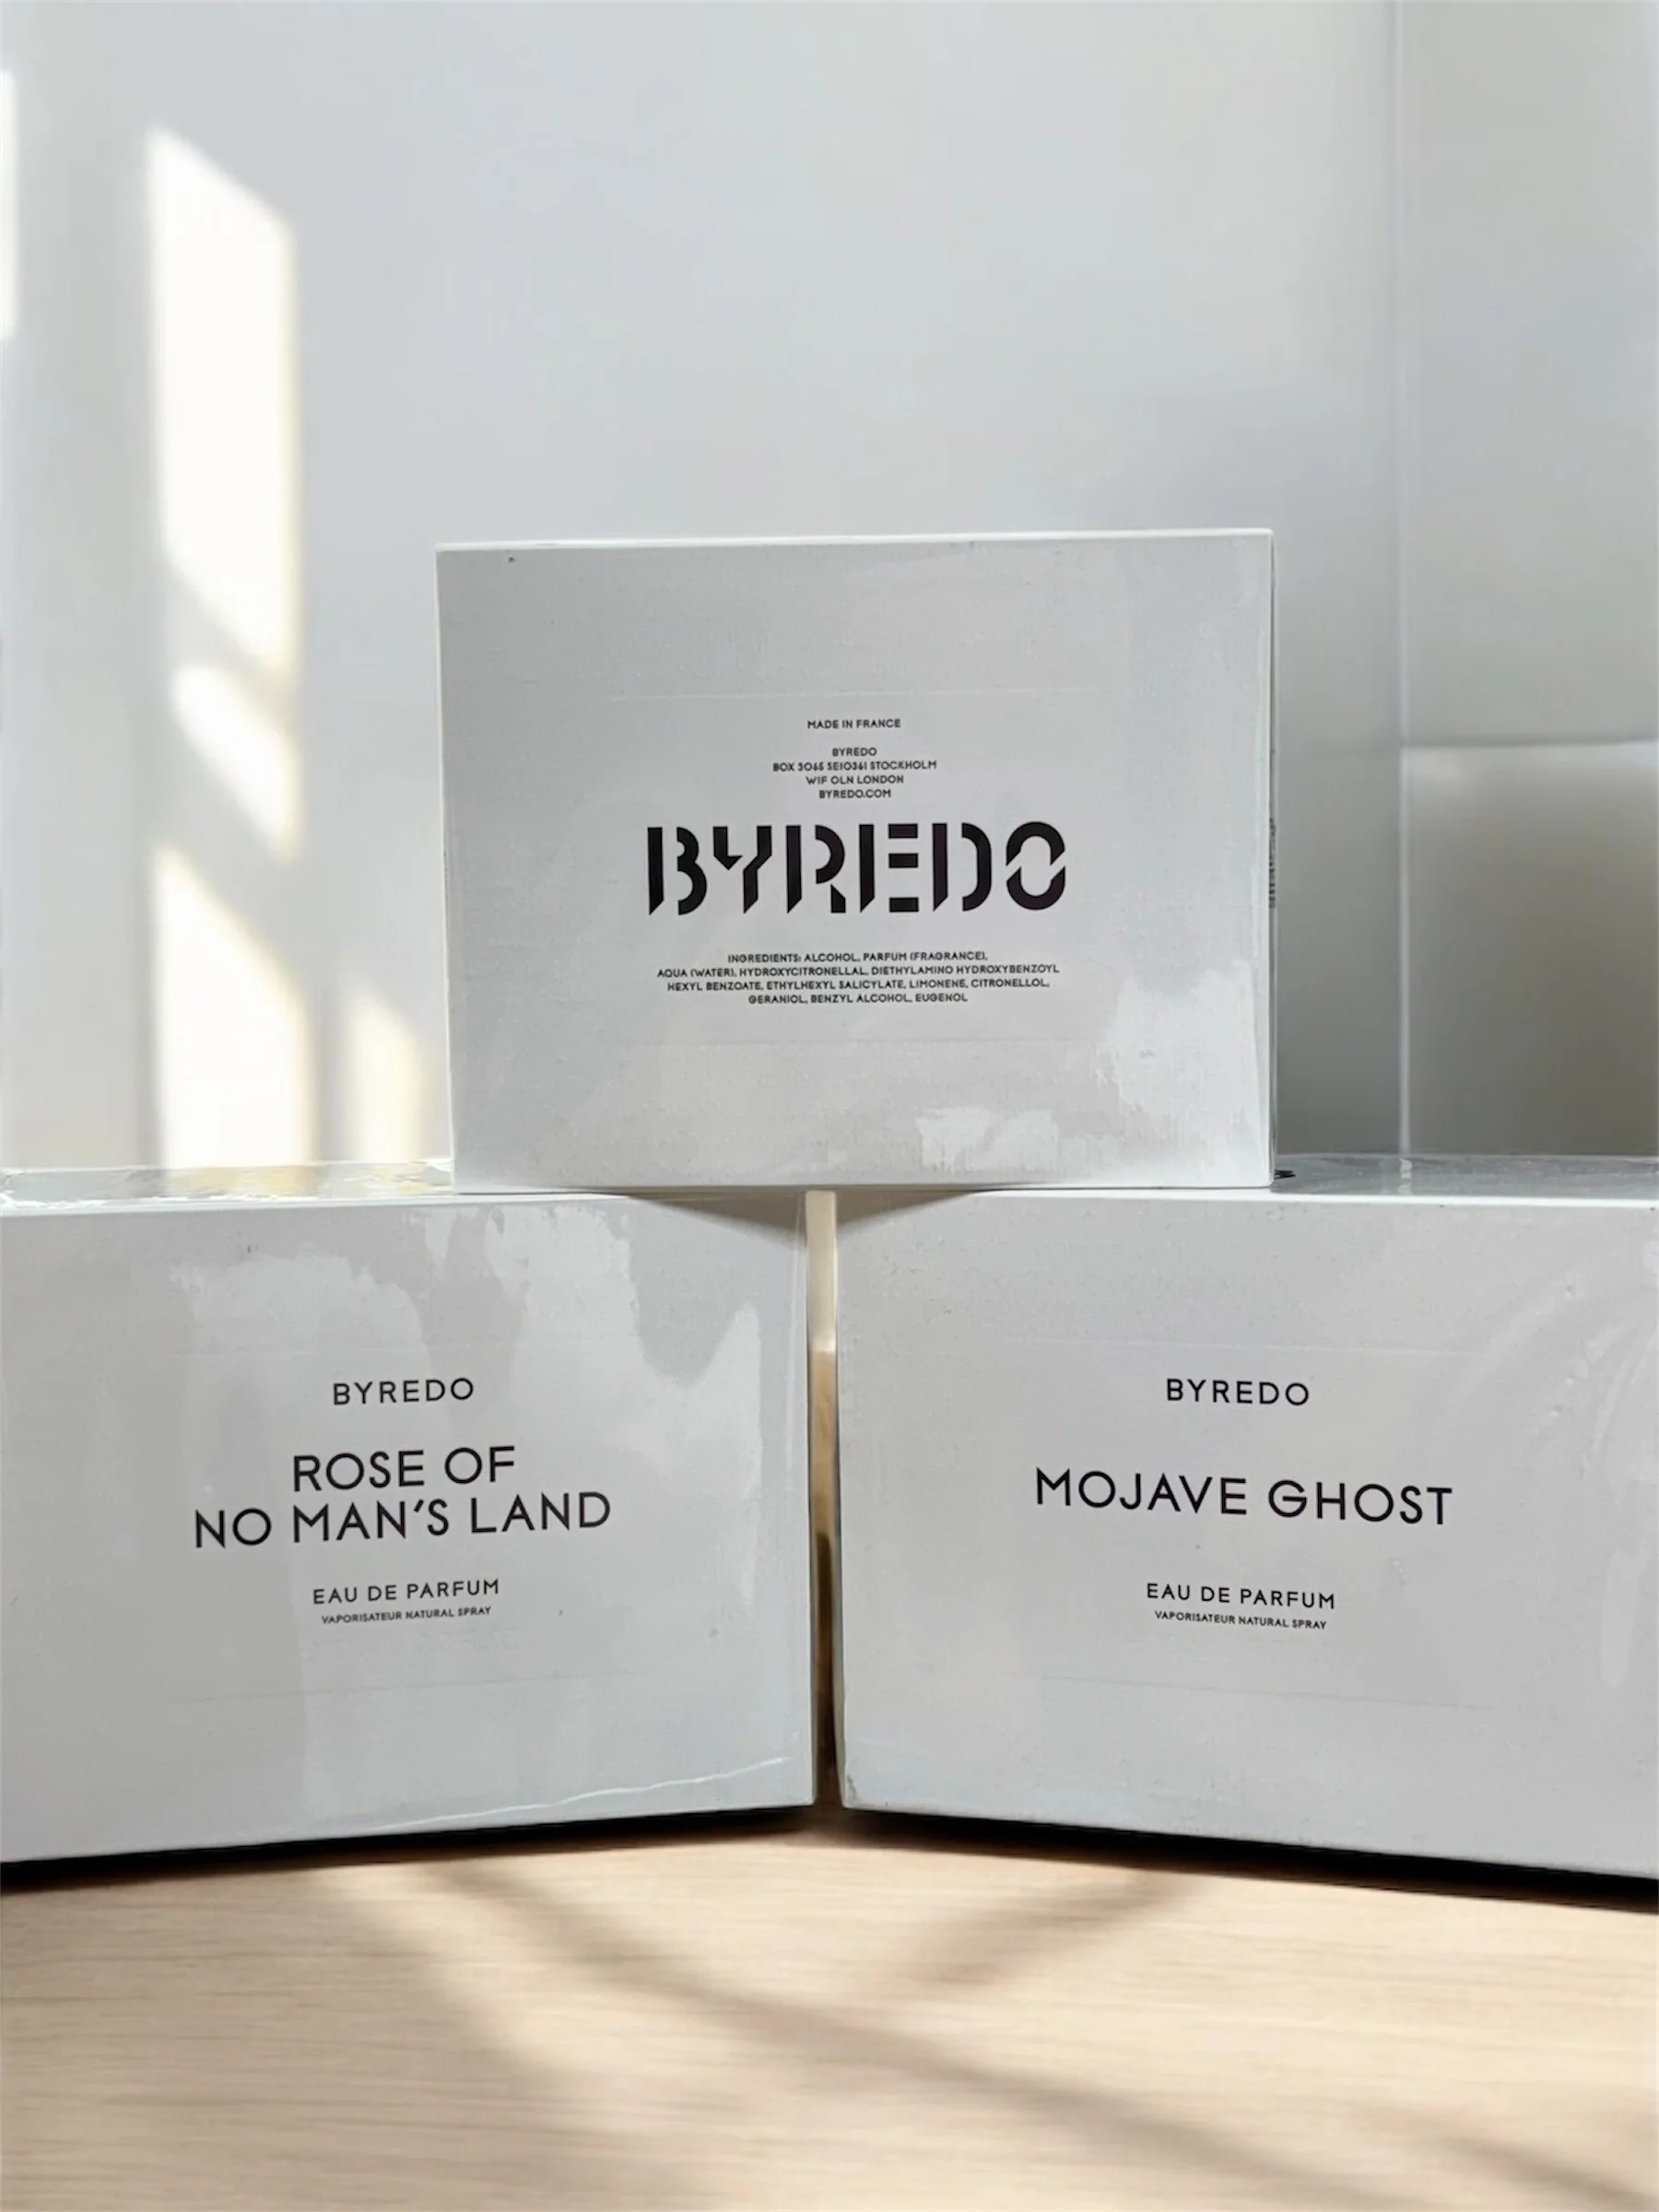 MADE IN FRANCE
BYREDO
BOX 3065 SE10361 STOCKHOLM
W1F OLN LONDON
BYREDO.COM
BYREDO
INGREDIENTS: ALCOHOL, PARFUM (FRAGRANCE),
AQUA (WATER), HYDROXYCITRONELLAL, DIETHYLAMINO HYDROXYBENZOYL
HEXYL BENZOATE, ETHYLHEXYL SALICYLATE, LIMONENE, CITRONELLOL,
GERANIOL, BENZYL ALCOHOL, EUGENOL
BYREDO
ROSE OF
NO MAN'S LAND
EAU DE PARFUM
VAPORISATEUR NATURAL SPRAY
BYREDO
MOJAVE GHOST
EAU DE PARFUM
VAPORISATEUR NATURAL SPRAY